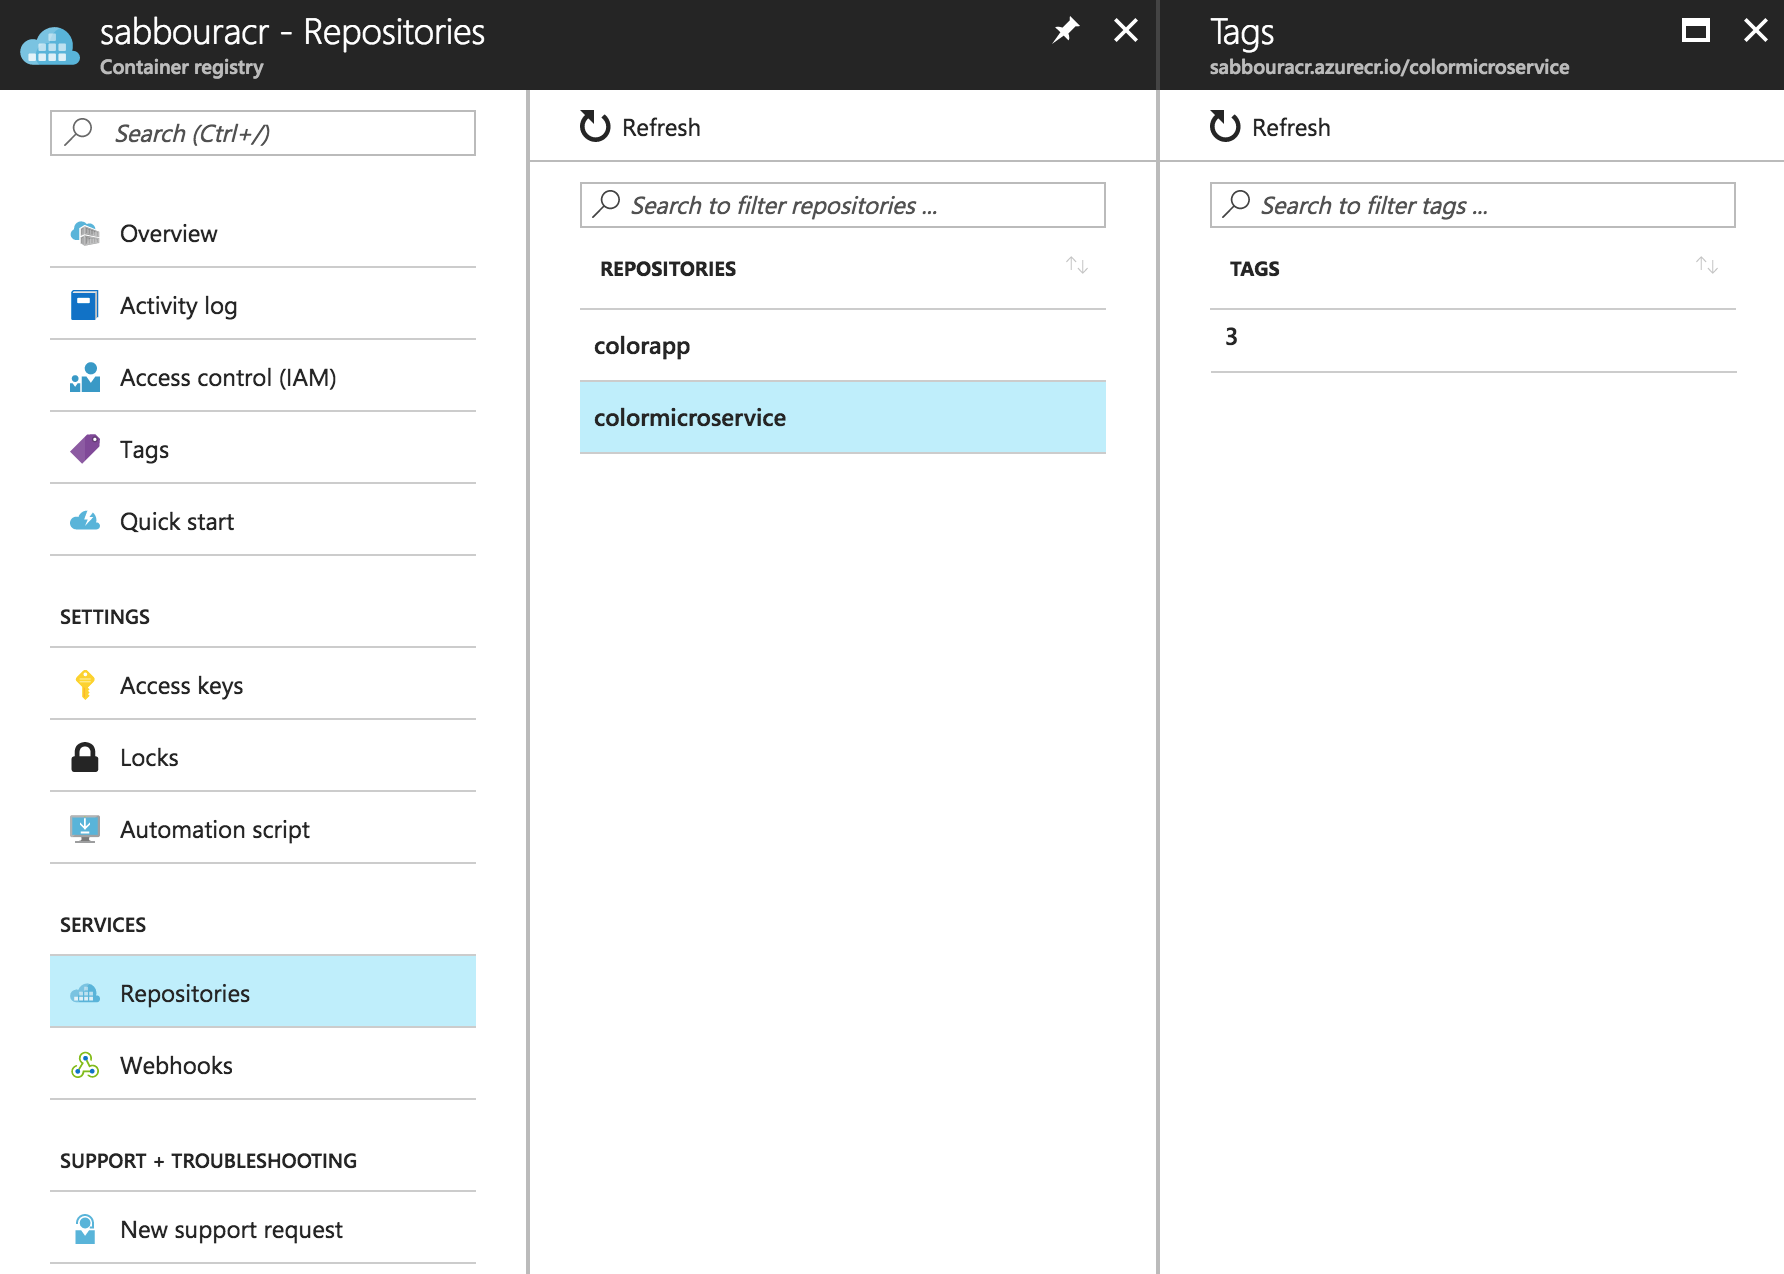 sabbouracr - Repositories
Container registry
Search (Ctrl+/)
Overview
Activity log
Access control (IAM)
Tags
Quick start
SETTINGS
Access keys
Locks
Automation script
SERVICES
Repositories
Webhooks
SUPPORT + TROUBLESHOOTING
New support request
Refresh
Search to filter repositories ...
REPOSITORIES
colorapp
colormicroservice
Tags
sabbouracr.azurecr.io/colormicroservice
Refresh
Search to filter tags ...
TAGS
3